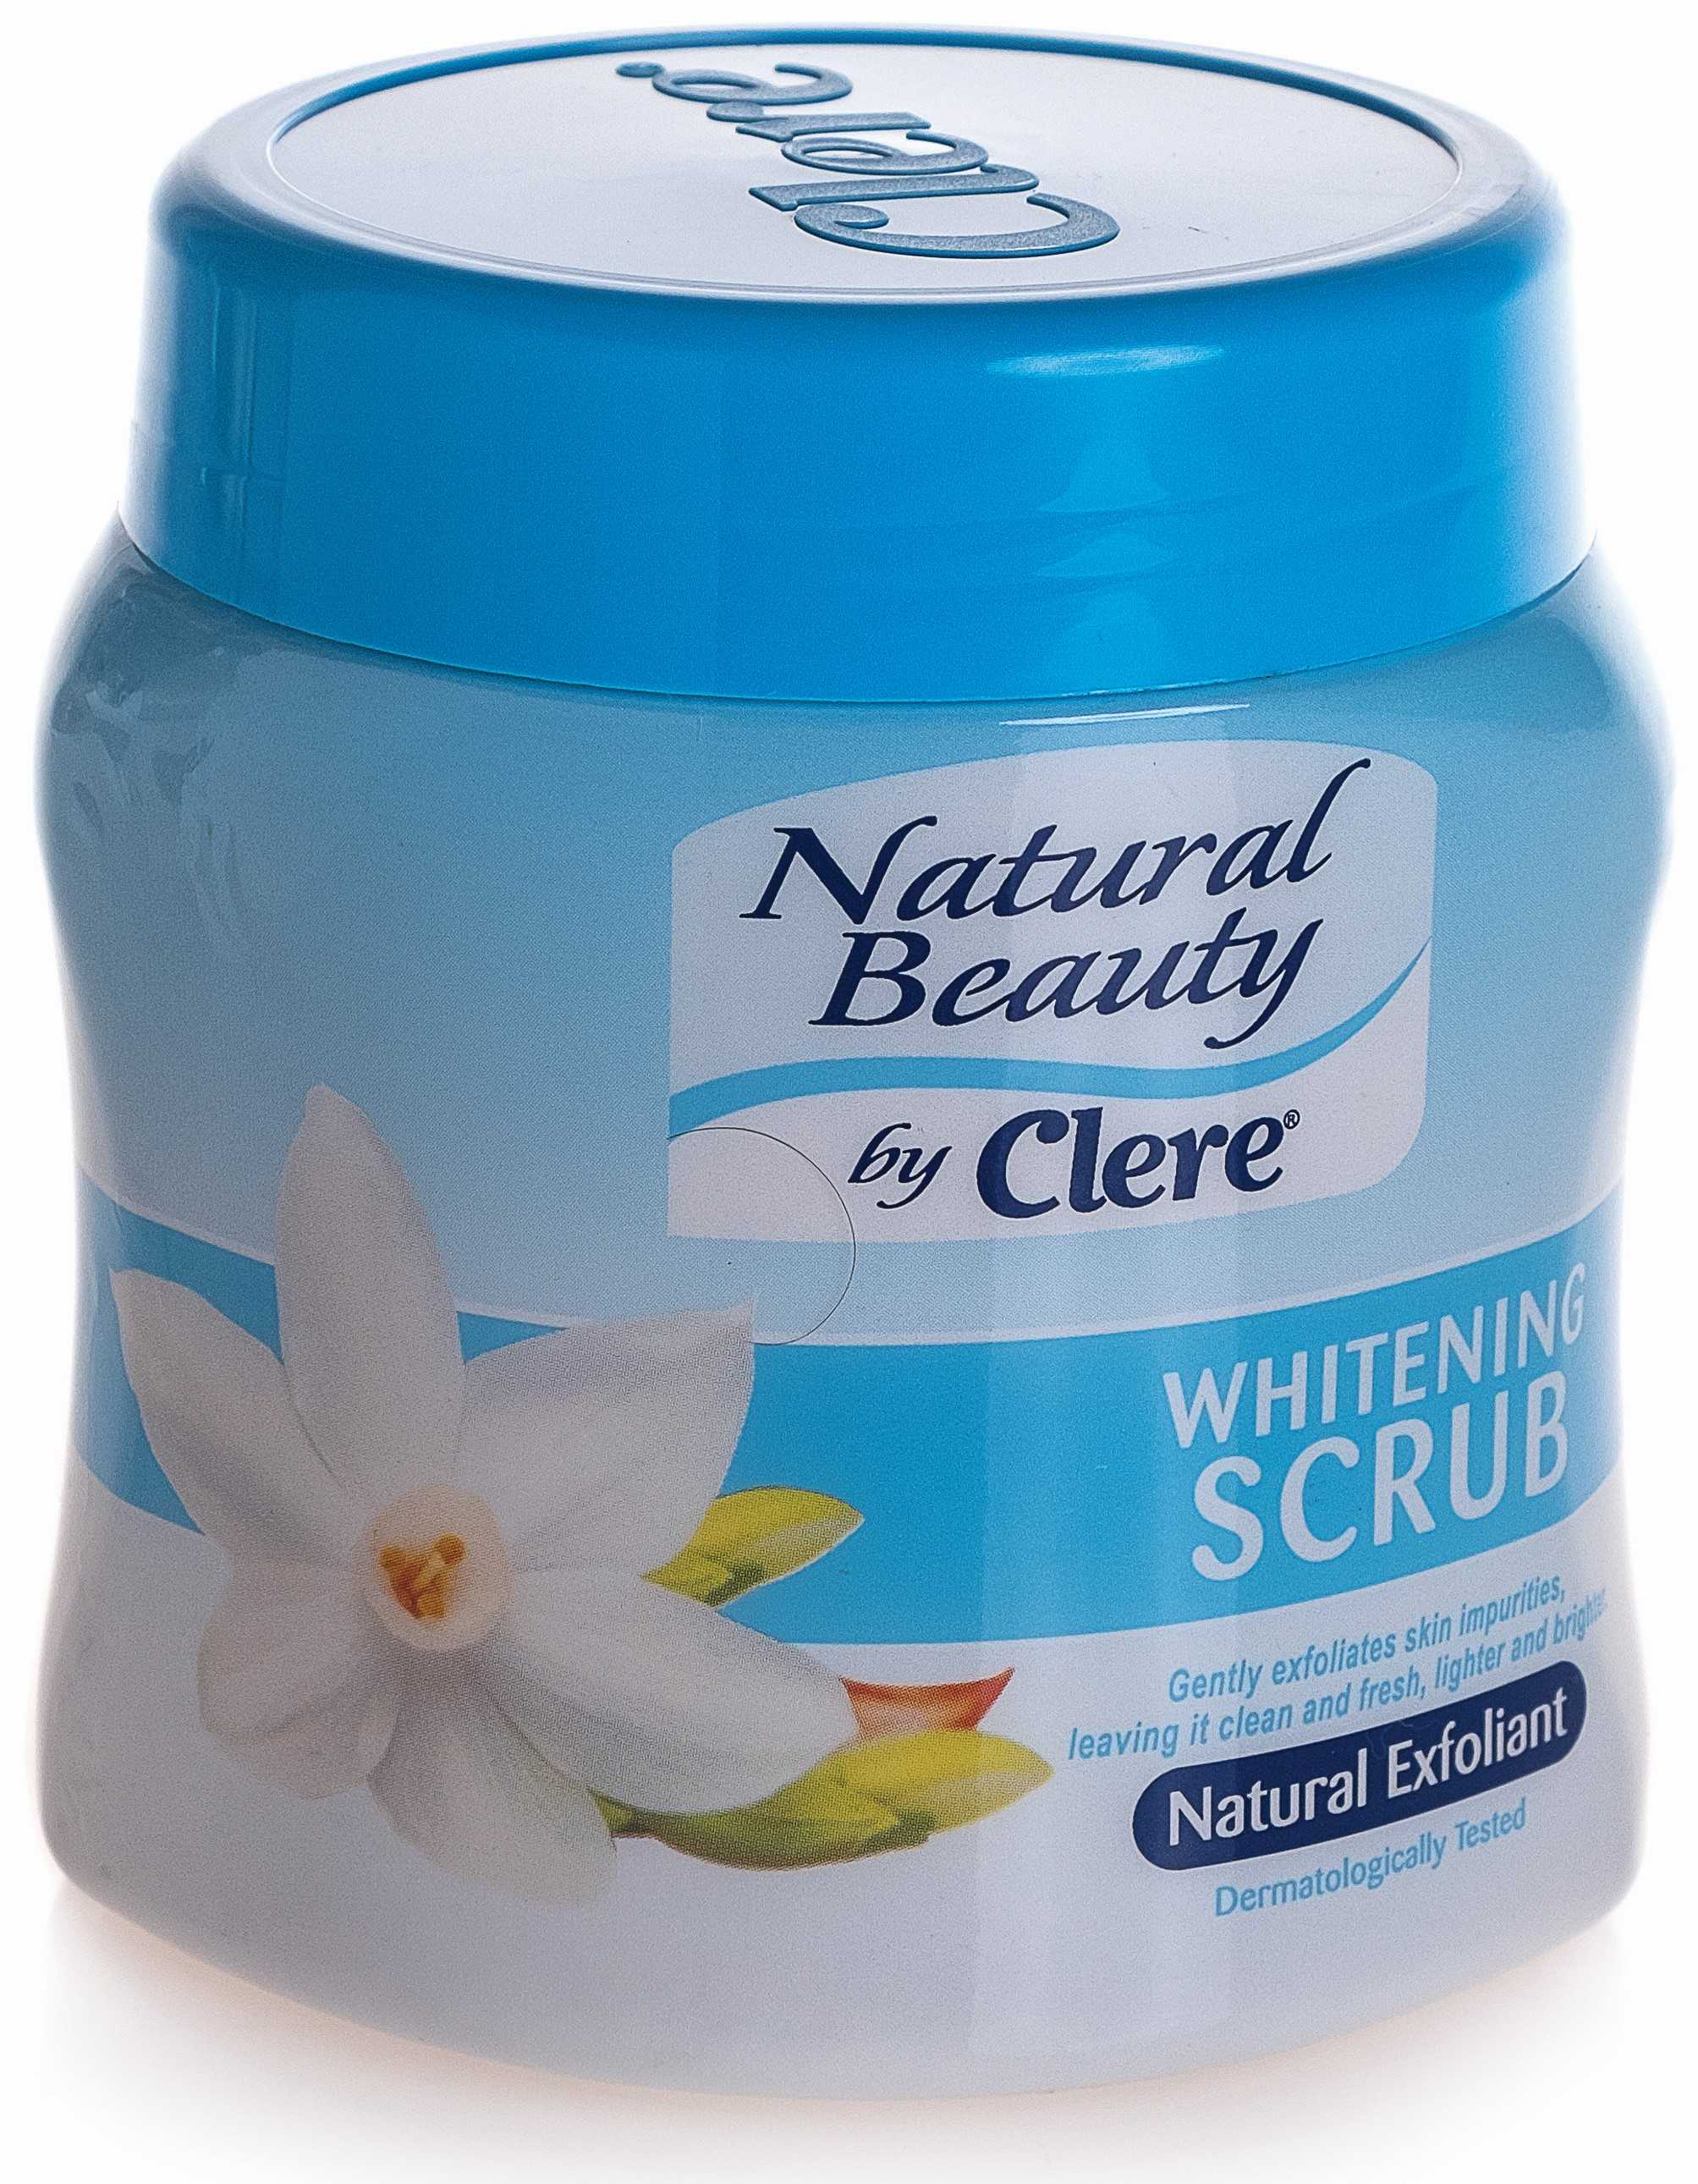 Clere
Natural
Beauty
by Clere®
WHITENING
SCRUB
Gently exfoliates skin impurities,
leaving it clean and fresh, lighter and brighter.
Natural Exfoliant
Dermatologically Tested